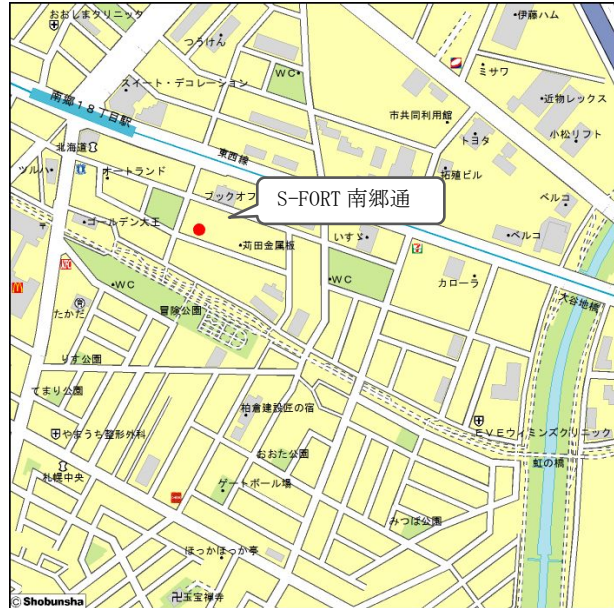 おおしまクリニック
つうけん
伊藤ハム
WC
ミサワ
スイート・デコレーション
近物レックス
南郷18丁目駅
市共同利用館
トヨタ
小松リフト
北海道
東西線
ツルハ
オートランド
拓殖ビル
ブックオフ
S-FORT 南郷通
ベルコ
ゴールデン大王
苅田金属板
いすゞ
ベルコ
WC
WC
カローラ
大谷地橋
たかだ
冒険公園
りす公園
てまり公園
柏倉建設匠の宿
やまうち整形外科
EVEウイミンズクリニック
おおた公園
虹の橋
札幌中央
ゲートボール場
みつば公園
ほっかほっか亭
玉宝禅寺
© Shobunsha